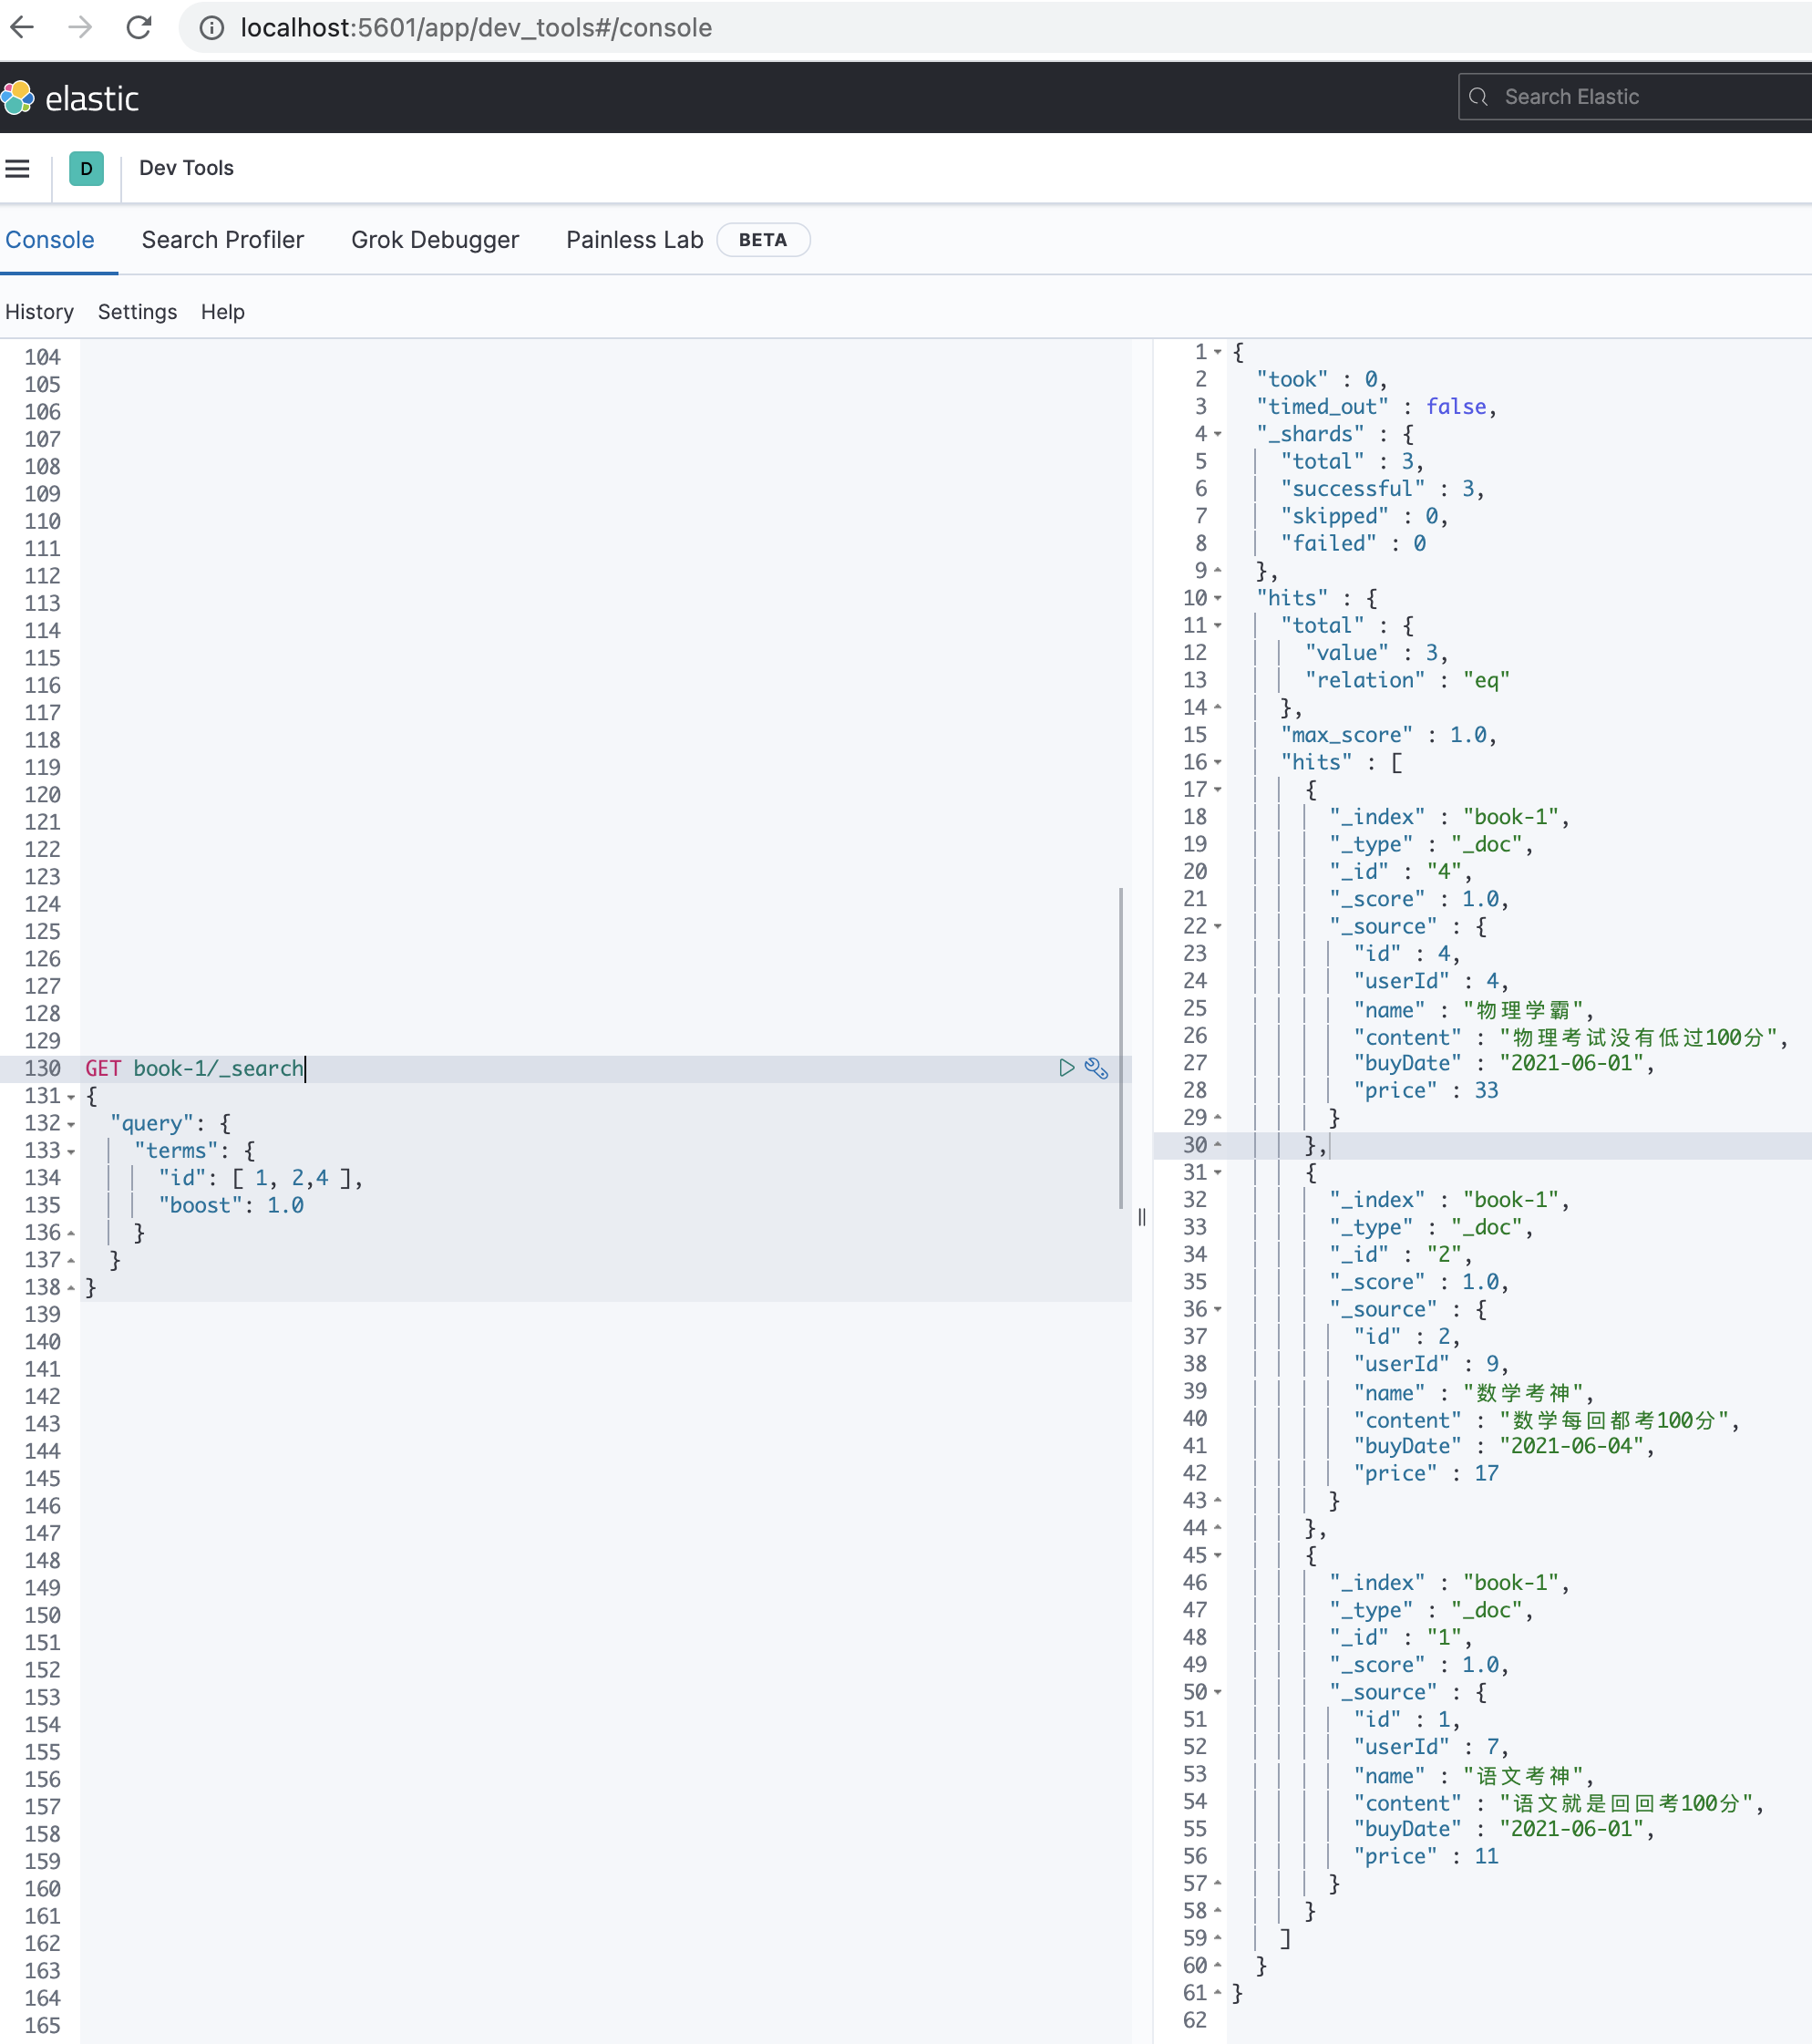 localhost:5601/app/dev_tools#/console
elastic
Search Elastic
D
Dev Tools
Console Search Profiler Grok Debugger Painless Lab BETA
History Settings Help
104
105
106
107
108
109
110
111
112
113
114
115
116
117
118
119
120
121
122
123
124
125
126
127
128
129
130 GET book-1/_search
131 {
132 "query": {
133 "terms": {
134 "id": [ 1, 2,4 ],
135 "boost": 1.0
136 }
137 }
138 }
139
140
141
142
143
144
145
146
147
148
149
150
151
152
153
154
155
156
157
158
159
160
161
162
163
164
165
1 {
2 "took" : 0,
3 "timed_out" : false,
4 "_shards" : {
5 "total" : 3,
6 "successful" : 3,
7 "skipped" : 0,
8 "failed" : 0
9 },
10 "hits" : {
11 "total" : {
12 "value" : 3,
13 "relation" : "eq"
14 },
15 "max_score" : 1.0,
16 "hits" : [
17 {
18 "_index" : "book-1",
19 "_type" : "_doc",
20 "_id" : "4",
21 "_score" : 1.0,
22 "_source" : {
23 "id" : 4,
24 "userId" : 4,
25 "name" : "物理学霸",
26 "content" : "物理考试没有低过100分",
27 "buyDate" : "2021-06-01",
28 "price" : 33
29 }
30 },
31 {
32 "_index" : "book-1",
33 "_type" : "_doc",
34 "_id" : "2",
35 "_score" : 1.0,
36 "_source" : {
37 "id" : 2,
38 "userId" : 9,
39 "name" : "数学考神",
40 "content" : "数学每回都考100分",
41 "buyDate" : "2021-06-04",
42 "price" : 17
43 }
44 },
45 {
46 "_index" : "book-1",
47 "_type" : "_doc",
48 "_id" : "1",
49 "_score" : 1.0,
50 "_source" : {
51 "id" : 1,
52 "userId" : 7,
53 "name" : "语文考神",
54 "content" : "语文就是回回考100分",
55 "buyDate" : "2021-06-01",
56 "price" : 11
57 }
58 }
59 ]
60 }
61 }
62